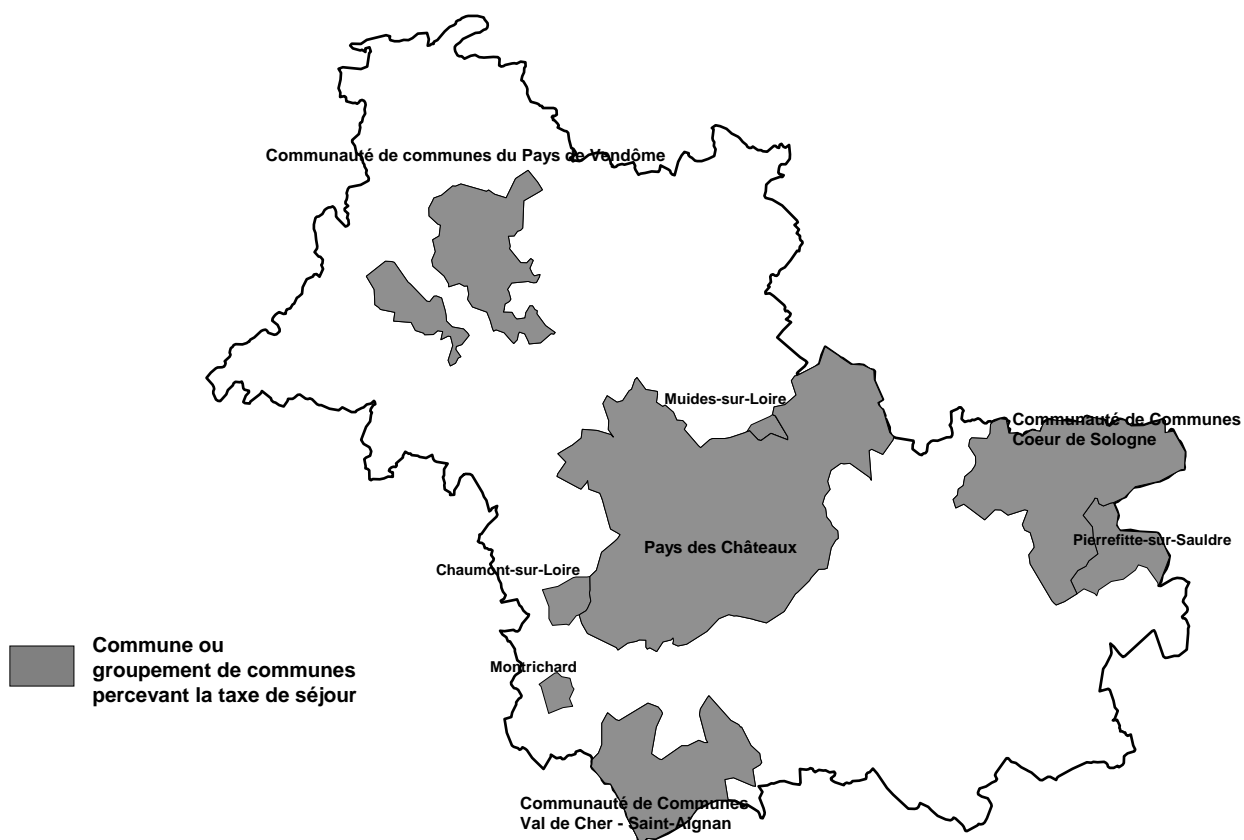 Communauté de communes du Pays de Vendôme
Muides-sur-Loire
Communauté de Communes
Coeur de Sologne
Pays des Châteaux
Pierrefitte-sur-Sauldre
Chaumont-sur-Loire
Commune ou
groupement de communes
percevant la taxe de séjour
Montrichard
Communauté de Communes
Val de Cher - Saint-Aignan